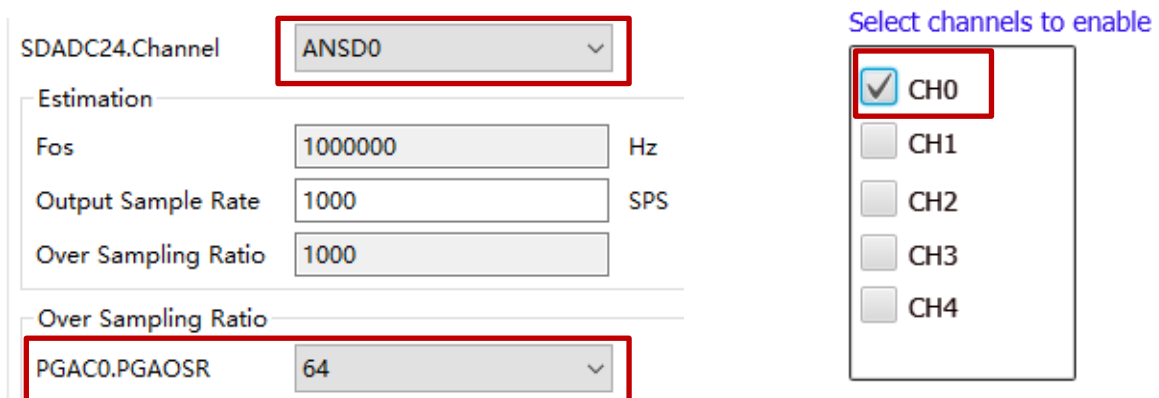 SDADC24.Channel ANSD0
Estimation
Fos 1000000 Hz
Output Sample Rate 1000 SPS
Over Sampling Ratio 1000
Over Sampling Ratio
PGAC0.PGAOSR 64
Select channels to enable
CH0
CH1
CH2
CH3
CH4